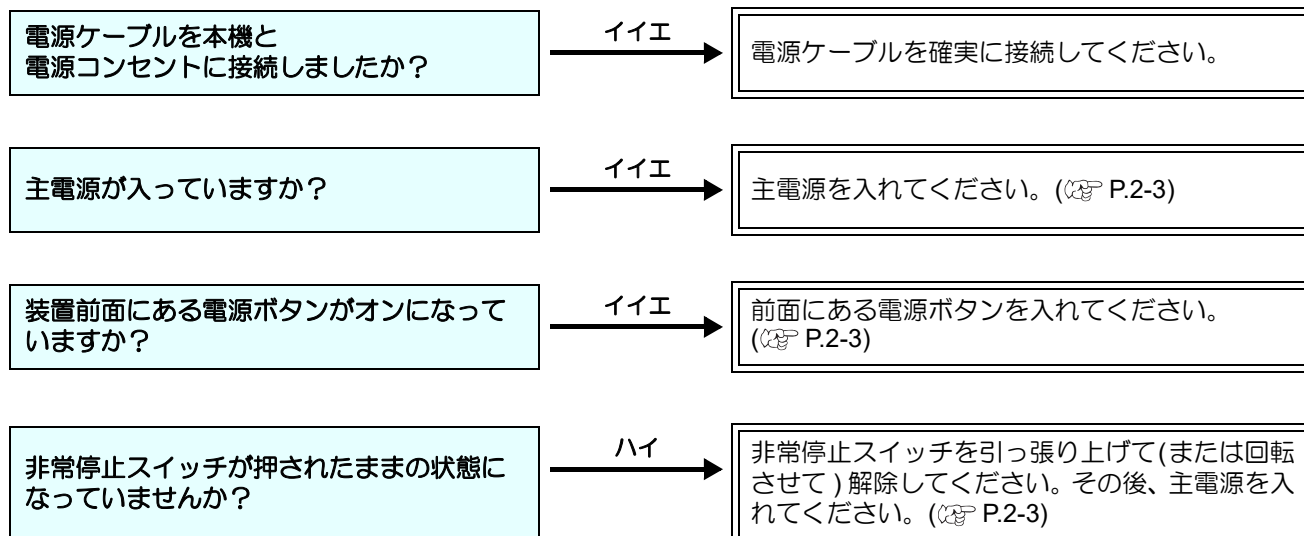 電源ケーブルを本機と
電源コンセントに接続しましたか？
イイエ
電源ケーブルを確実に接続してください。
主電源が入っていますか？
イイエ
主電源を入れてください。(☞ P.2-3)
装置前面にある電源ボタンがオンになって
いますか？
イイエ
前面にある電源ボタンを入れてください。
(☞ P.2-3)
非常停止スイッチが押されたままの状態に
なっていませんか？
ハイ
非常停止スイッチを引っ張り上げて(または回転
させて)解除してください。その後、主電源を入
れてください。(☞ P.2-3)